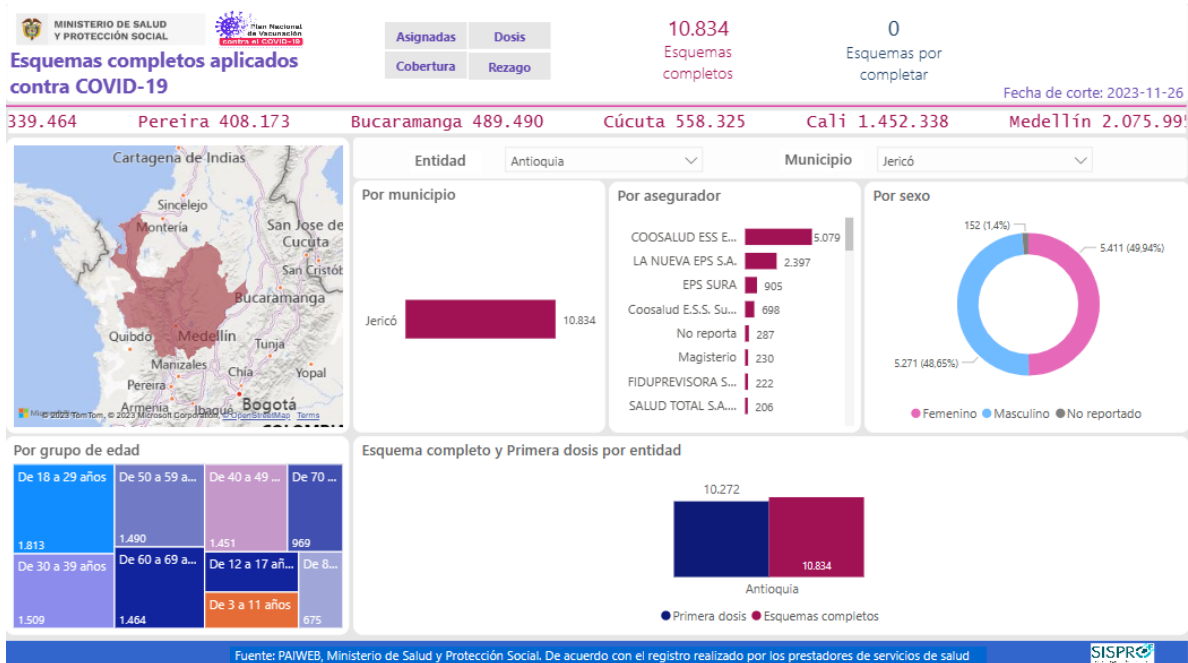 MINISTERIO DE SALUD
Y PROTECCIÓN SOCIAL
Plan Nacional
de Vacunación
contra el COVID-19
Esquemas completos aplicados
contra COVID-19
Asignadas
Dosis
Cobertura
Rezago
10.834
Esquemas
completos
0
Esquemas por
completar
Fecha de corte: 2023-11-26
339.464 Pereira 408.173 Bucaramanga 489.490 Cúcuta 558.325 Cali 1.452.338 Medellín 2.075.99
Cartagena de Indias
Sincelejo
Montería
San Jose de
Cucuta
San Cristób
Bucaramanga
Quibdo
Medellin
Tunja
Manizales
Chia
Yopal
Pereira
Armenia
Ibagué
Bogota
© 2023 TomTom, © 2023 Microsoft Corporation, © OpenStreetMap Terms
Entidad
Antioquia
Municipio
Jericó
Por municipio
Jericó
10.834
Por asegurador
COOSALUD ESS E... 5.079
LA NUEVA EPS S.A. 2.397
EPS SURA 905
Coosalud E.S.S. Su... 698
No reporta 287
Magisterio 230
FIDUPREVISORA S... 222
SALUD TOTAL S.A.... 206
Por sexo
152 (1,4%)
5.411 (49,94%)
5.271 (48,65%)
Femenino
Masculino
No reportado
Por grupo de edad
De 18 a 29 años
1.813
De 50 a 59 a...
1.490
De 40 a 49 ...
1.451
De 70 ...
969
De 30 a 39 años
1.509
De 60 a 69 a...
1.464
De 12 a 17 añ...
De 3 a 11 años
De 8...
675
Esquema completo y Primera dosis por entidad
10.272
10.834
Antioquia
Primera dosis
Esquemas completos
Fuente: PAIWEB, Ministerio de Salud y Protección Social. De acuerdo con el registro realizado por los prestadores de servicios de salud
SISPRO